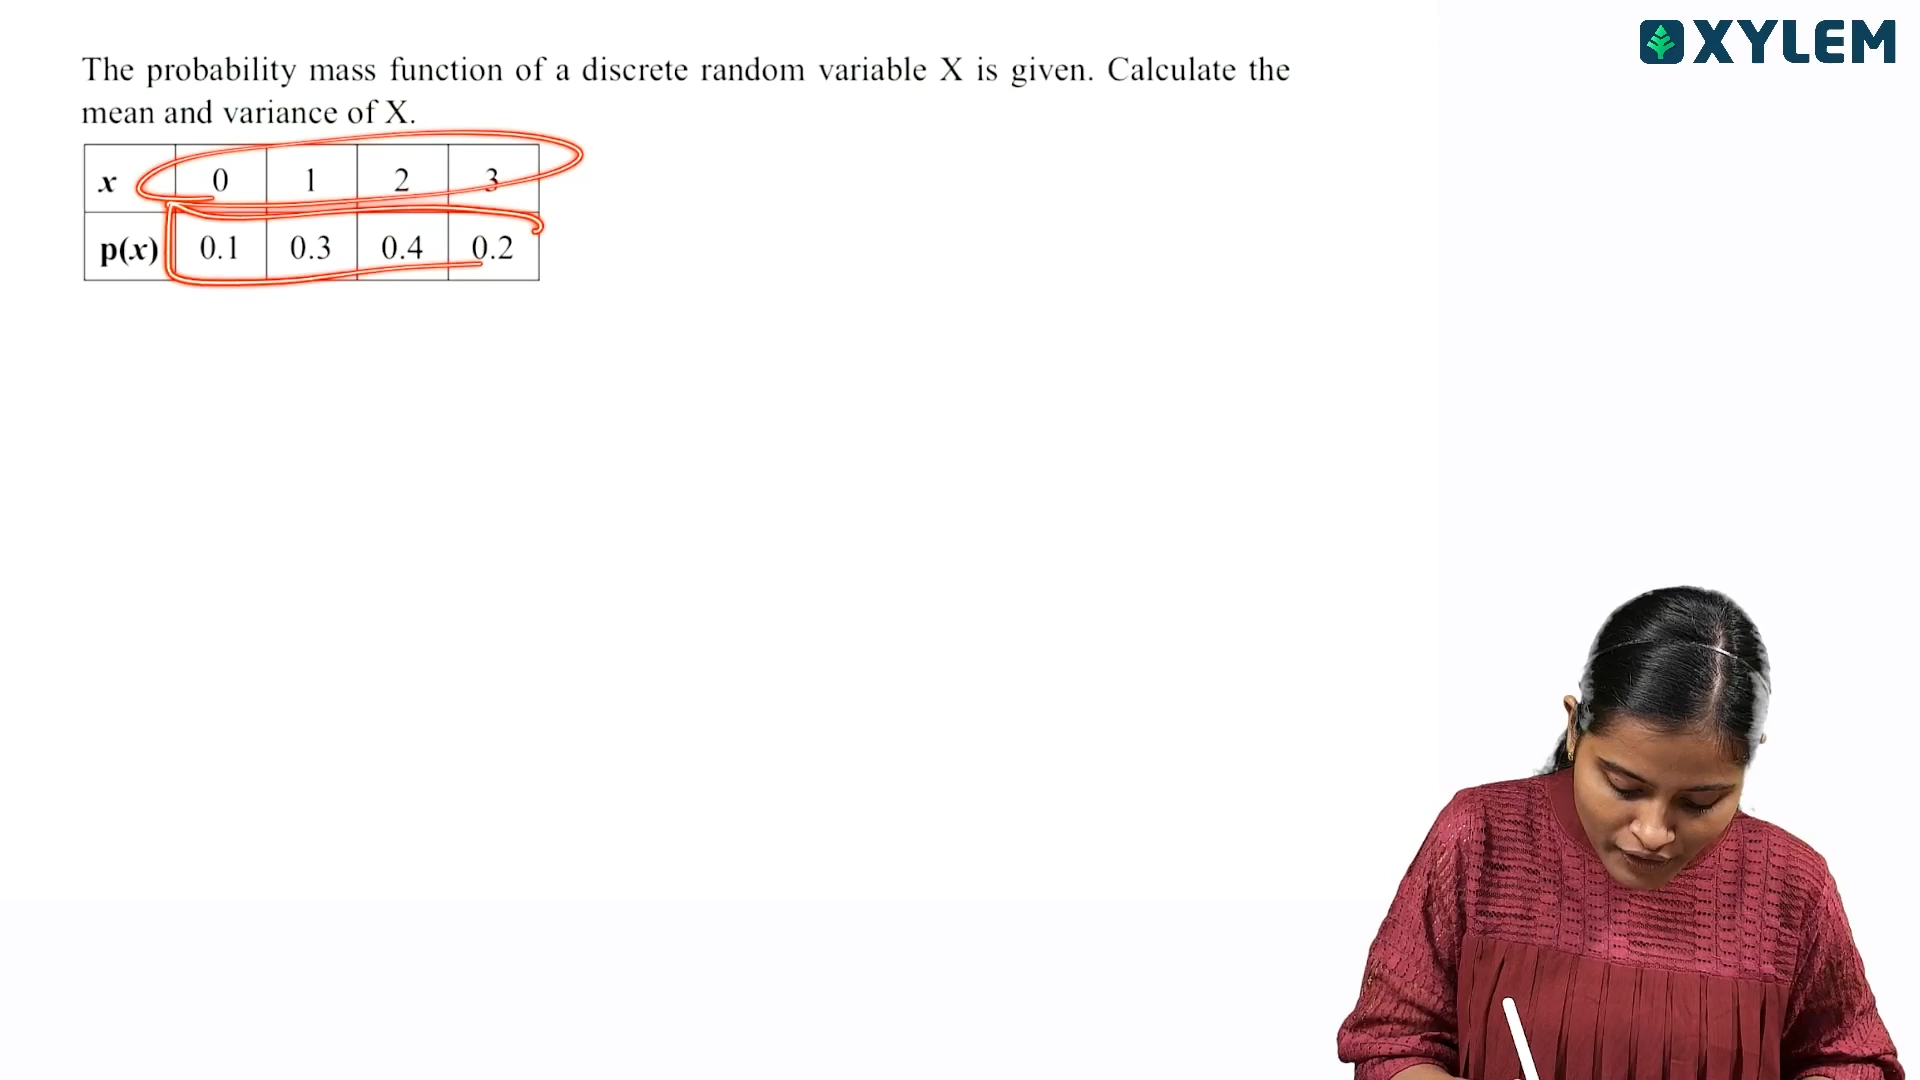 XYLEM
The probability mass function of a discrete random variable X is given. Calculate the
mean and variance of X.
x 0 1 2 3
p(x) 0.1 0.3 0.4 0.2